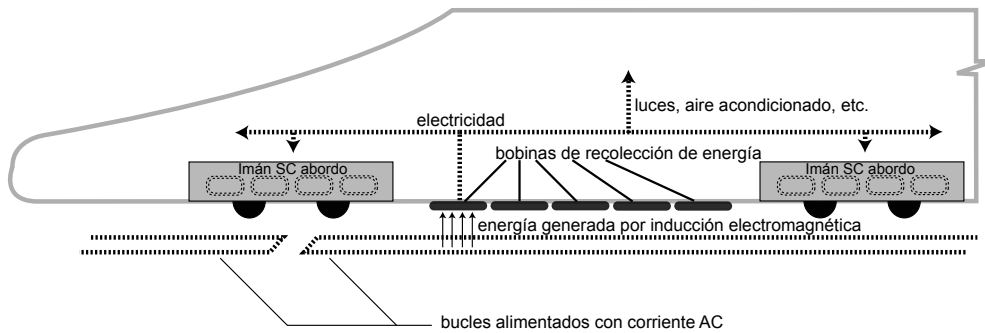 luces, aire acondicionado, etc.
electricidad
bobinas de recolección de energía
Imán SC abordo
Imán SC abordo
energía generada por inducción electromagnética
bucles alimentados con corriente AC